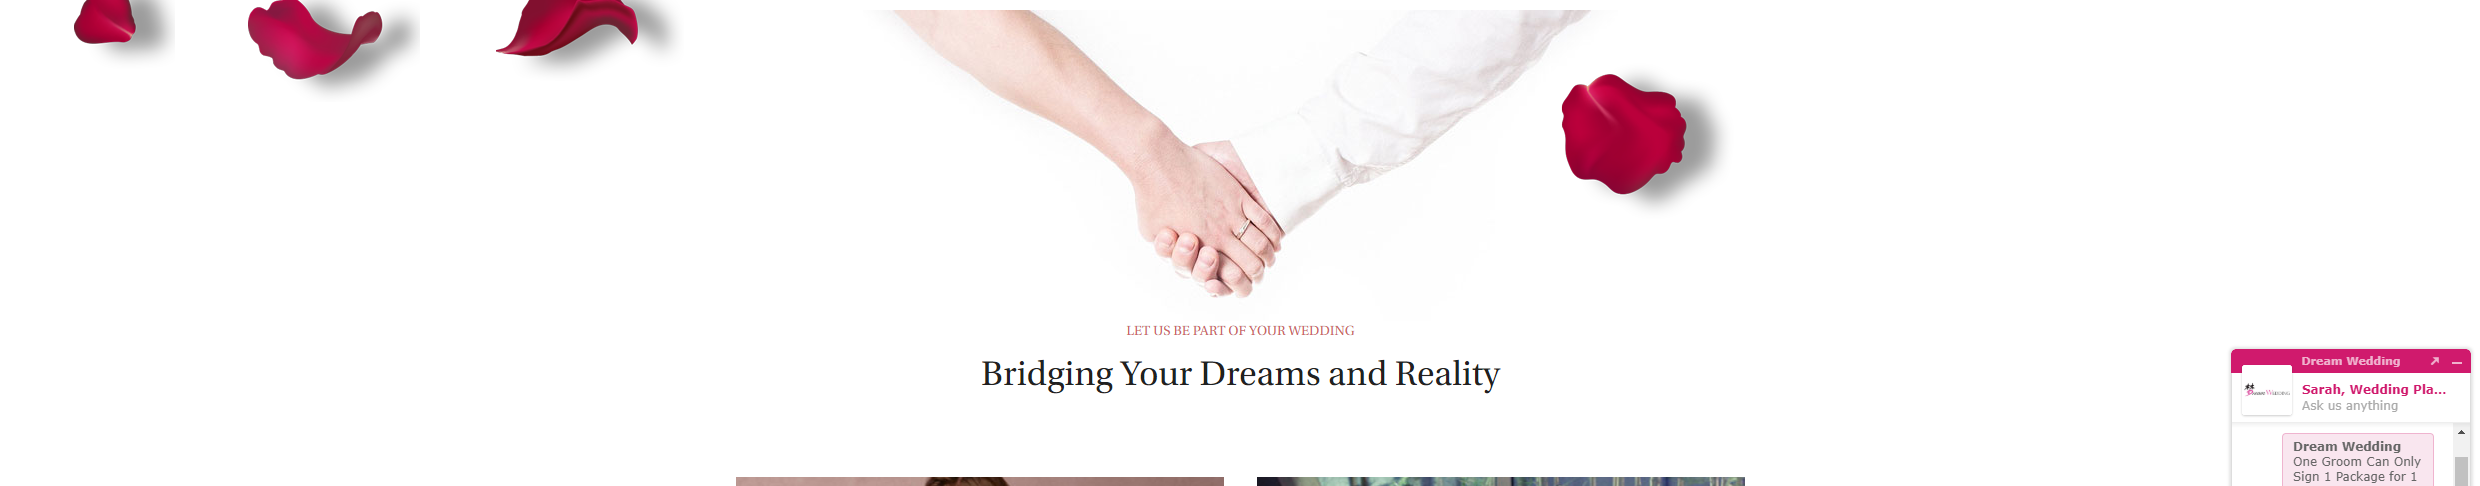 LET US BE PART OF YOUR WEDDING
Bridging Your Dreams and Reality
Dream Wedding
Sarah, Wedding Pla...
Ask us anything
Dream Wedding
One Groom Can Only
Sign 1 Package for 1